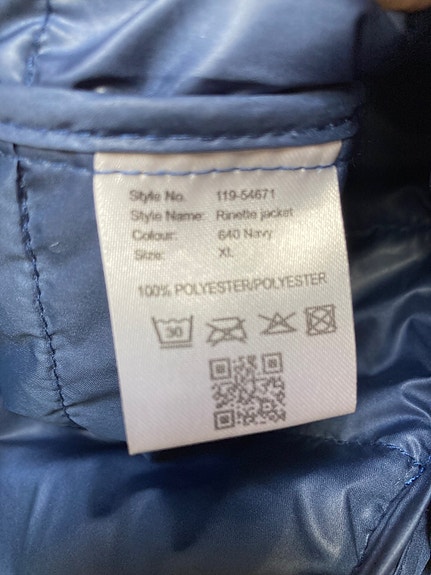 Style No. 119-54671
Style Name: Rinette jacket
Colour: 640 Navy
Size: XL
100% POLYESTER/POLYESTER
30